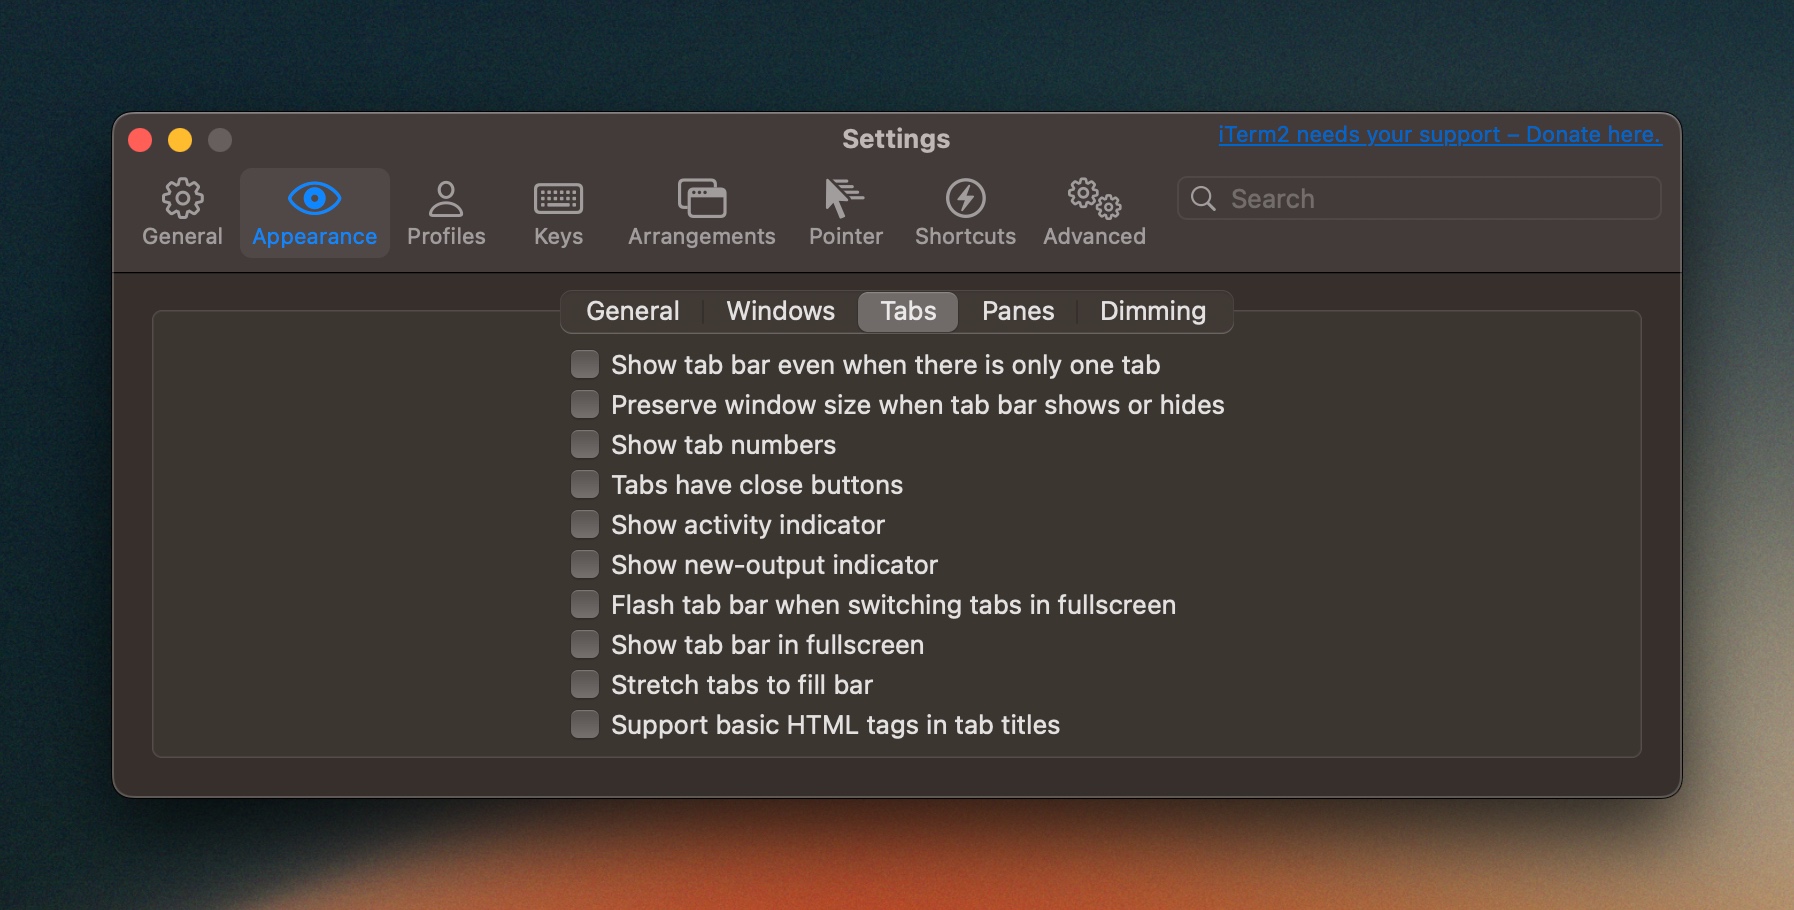 Settings
iTerm2 needs your support – Donate here.
General Appearance Profiles Keys Arrangements Pointer Shortcuts Advanced Search
General Windows Tabs Panes Dimming
Show tab bar even when there is only one tab
Preserve window size when tab bar shows or hides
Show tab numbers
Tabs have close buttons
Show activity indicator
Show new-output indicator
Flash tab bar when switching tabs in fullscreen
Show tab bar in fullscreen
Stretch tabs to fill bar
Support basic HTML tags in tab titles